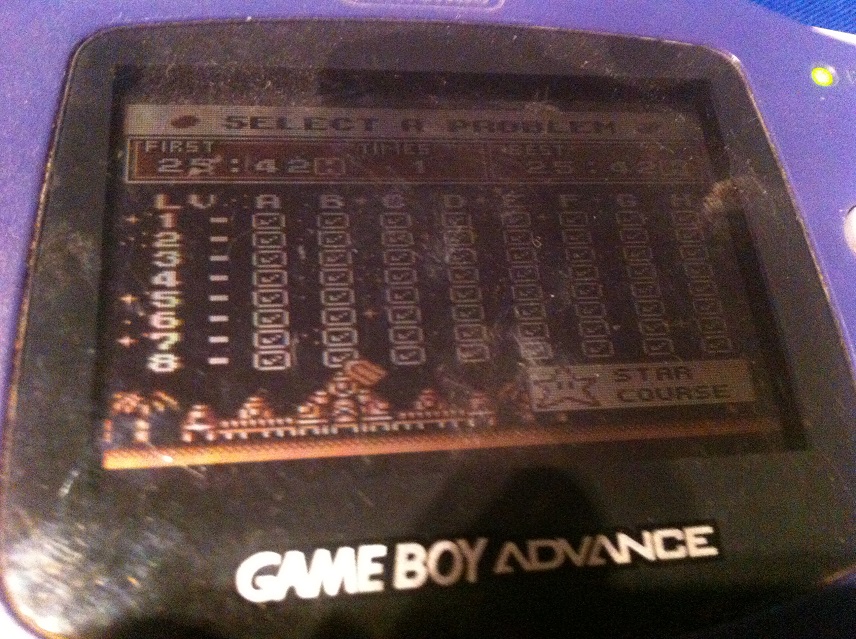 SELECT A PROBLEM
FIRST TIMES BEST
25:42 1 25:42
LV A B C D E F G H
1 -
2 -
3 -
4 -
5 -
6 -
7 -
8 -
STAR
COURSE
GAME BOY ADVANCE